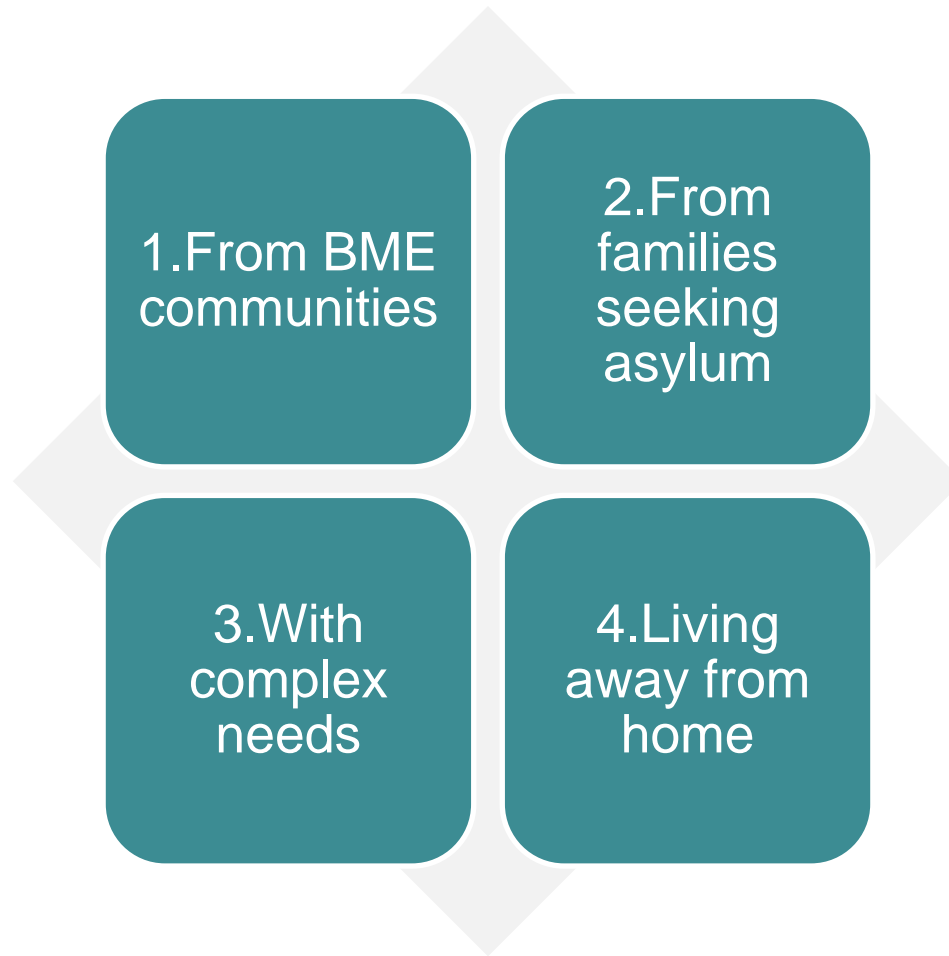 1.From BME
communities
2.From
families
seeking
asylum
3.With
complex
needs
4.Living
away from
home